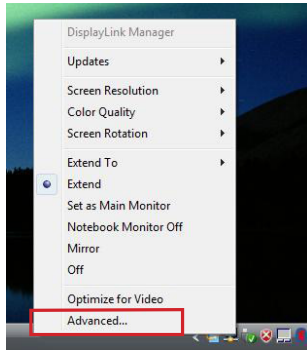 DisplayLink Manager
Updates
Screen Resolution
Color Quality
Screen Rotation
Extend To
Extend
Set as Main Monitor
Notebook Monitor Off
Mirror
Off
Optimize for Video
Advanced...